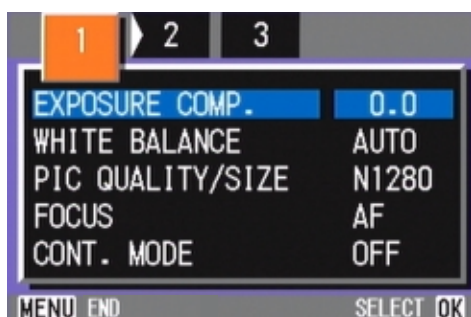 1 2 3
EXPOSURE COMP. 0.0
WHITE BALANCE AUTO
PIC QUALITY/SIZE N1280
FOCUS AF
CONT. MODE OFF
MENU END SELECT OK